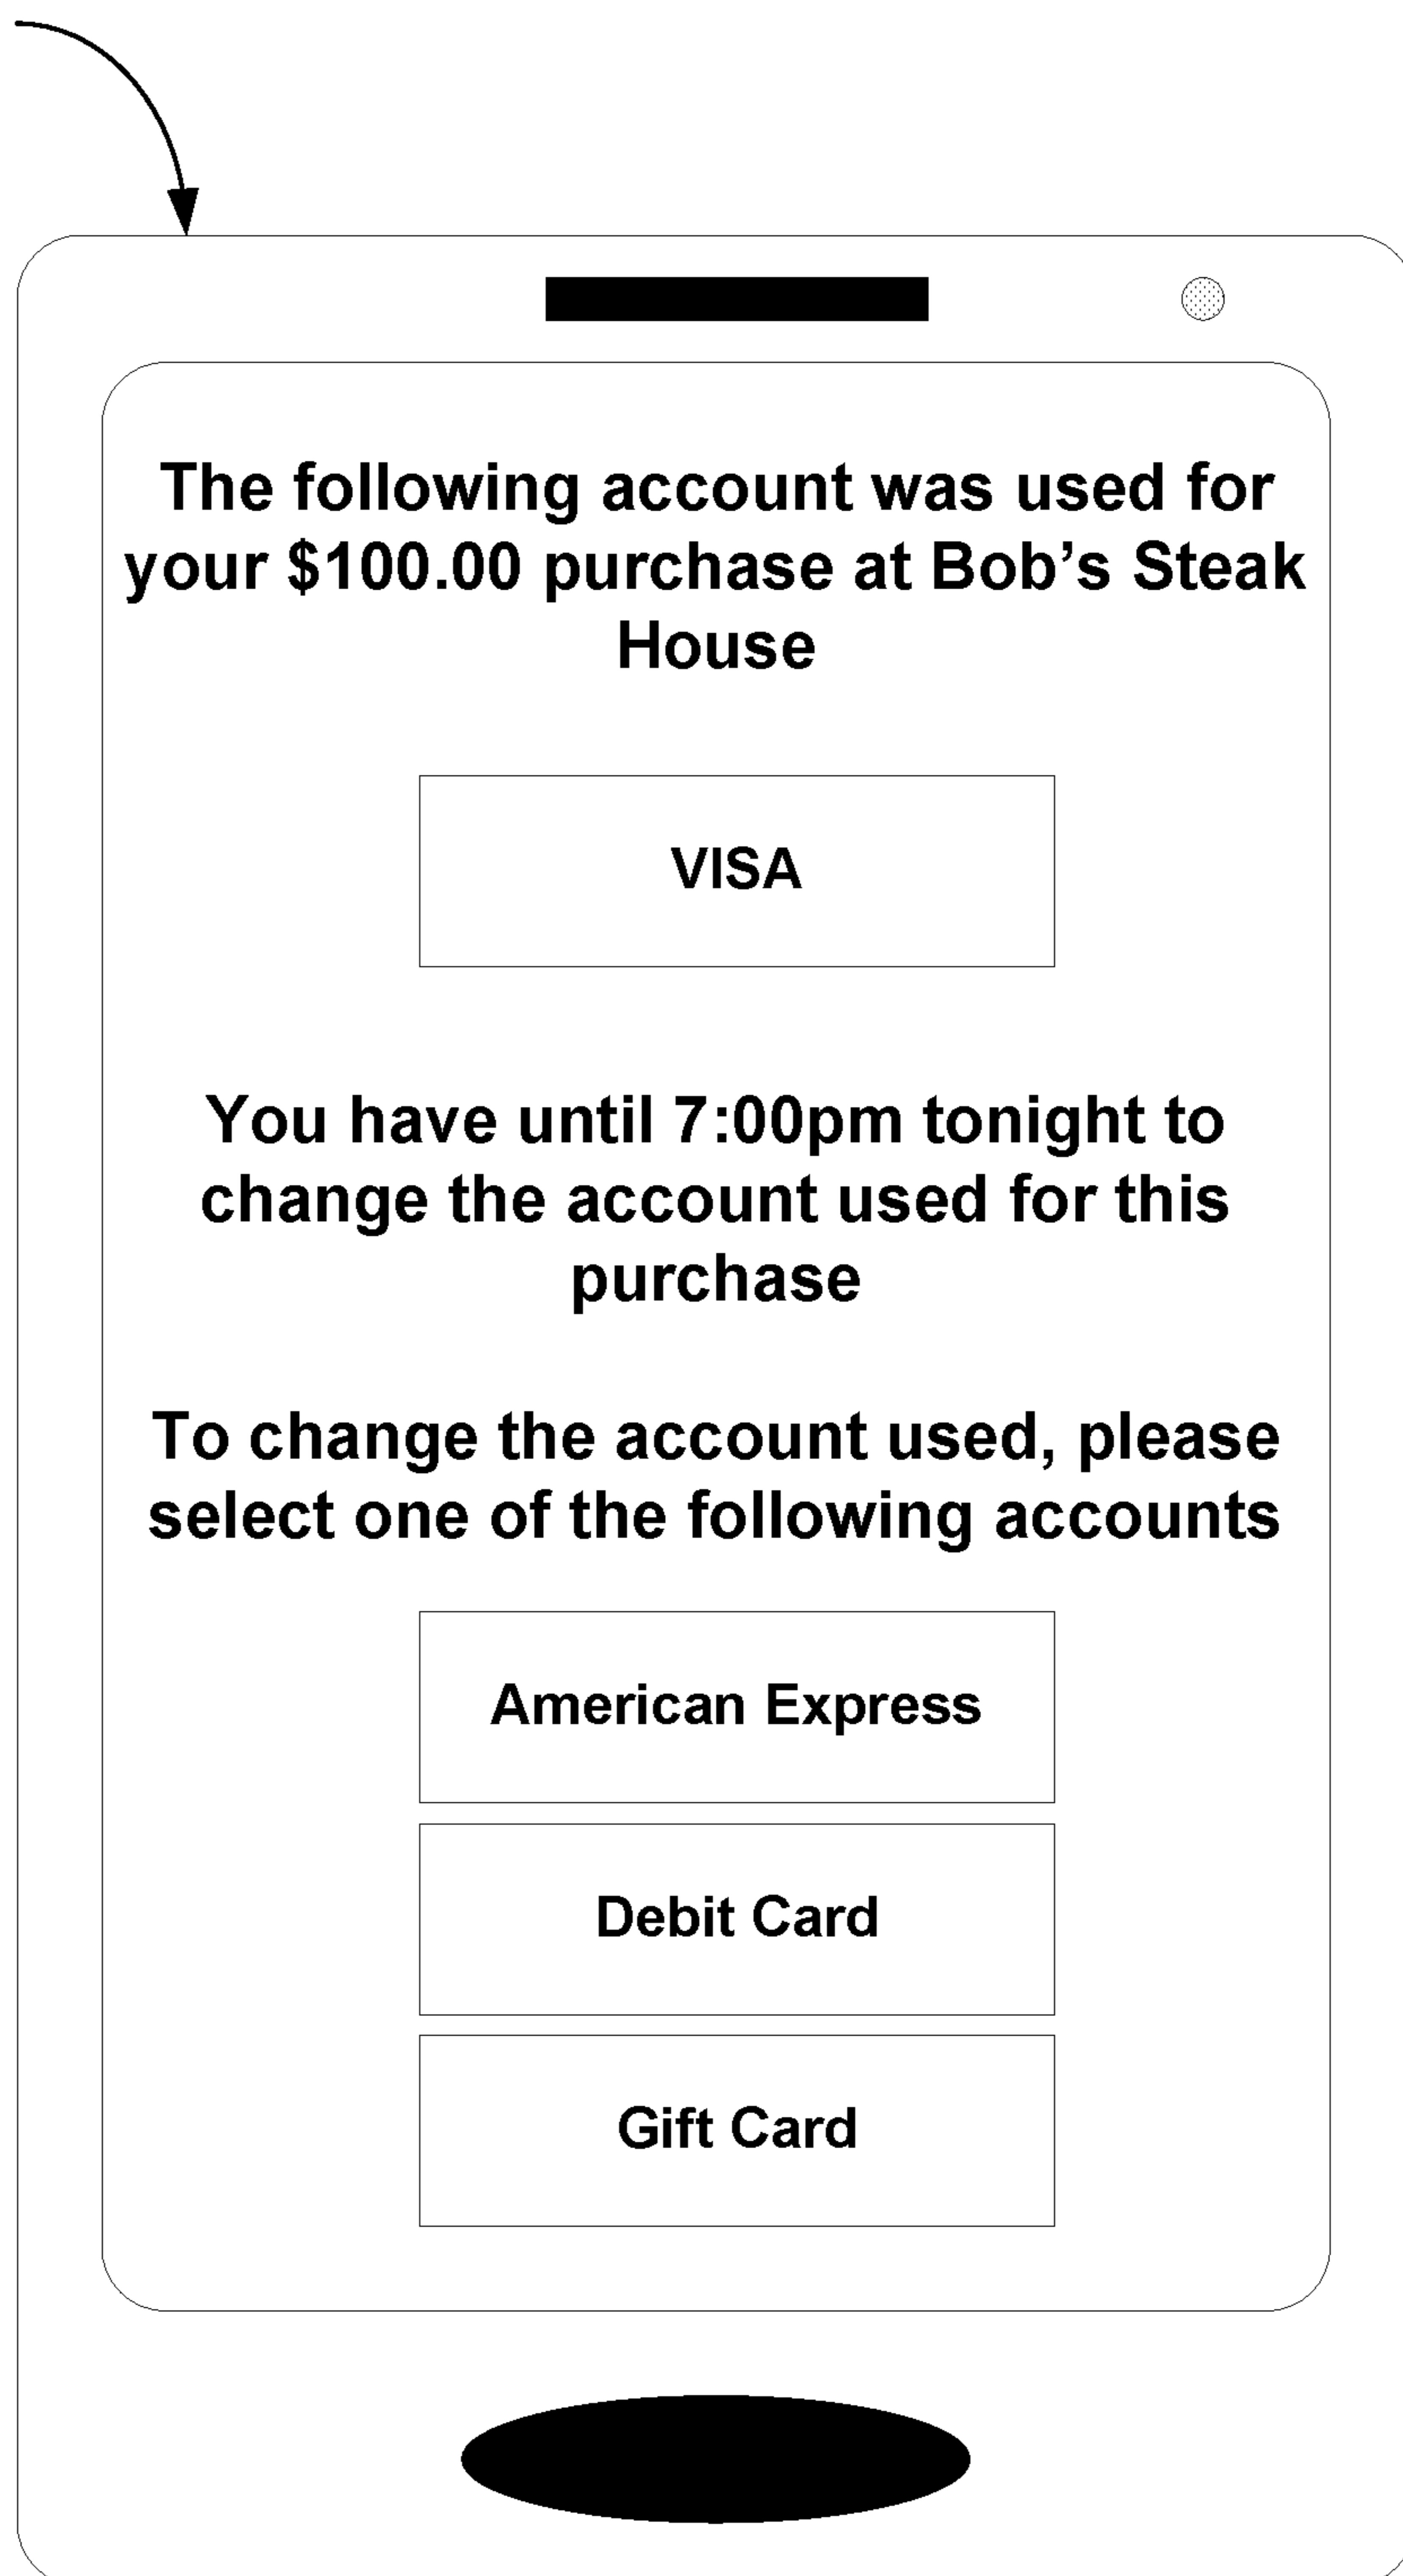 The following account was used for
your $100.00 purchase at Bob’s Steak
House
VISA
You have until 7:00pm tonight to
change the account used for this
purchase
To change the account used, please
select one of the following accounts
American Express
Debit Card
Gift Card